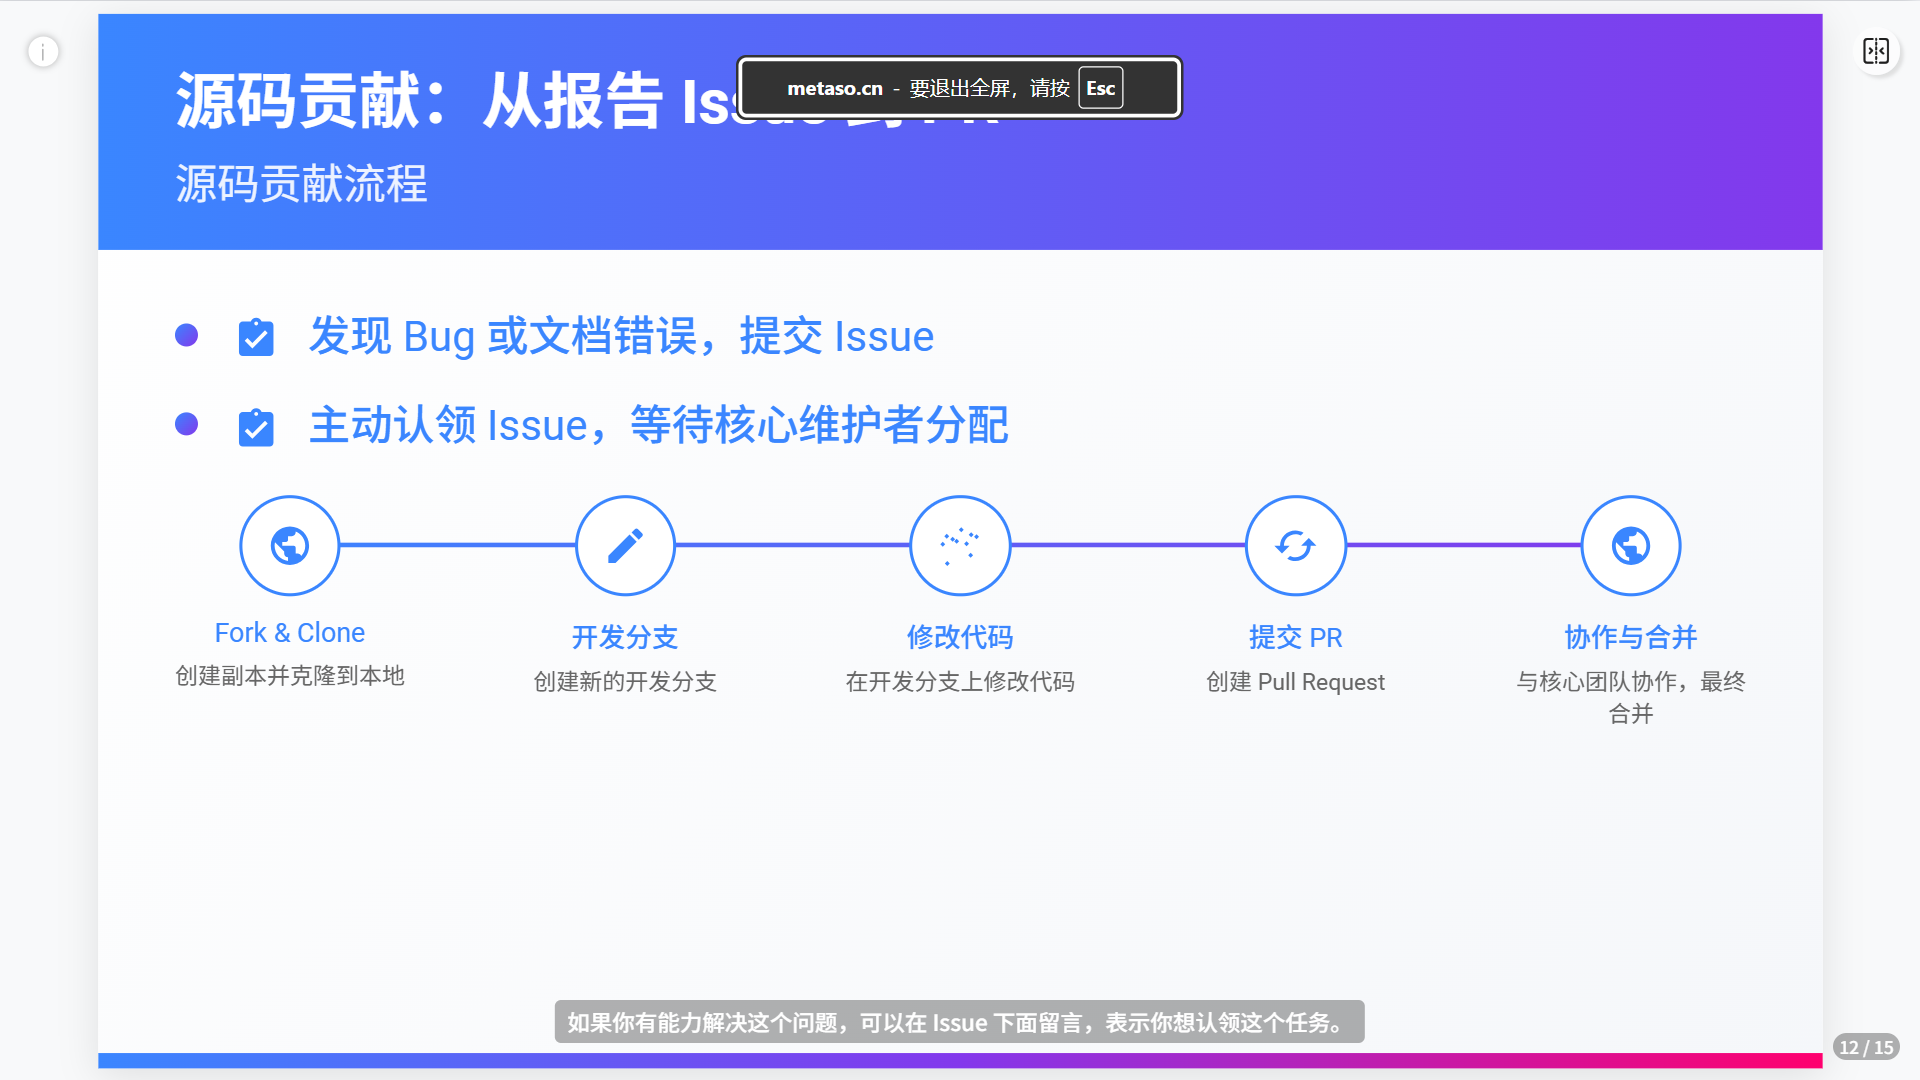 源码贡献：从报告
metaso.cn - 要退出全屏，请按 Esc
源码贡献流程
发现 Bug 或文档错误，提交 Issue
主动认领 Issue，等待核心维护者分配
Fork & Clone
创建副本并克隆到本地
开发分支
创建新的开发分支
修改代码
在开发分支上修改代码
提交 PR
创建 Pull Request
协作与合并
与核心团队协作，最终
合并
如果你有能力解决这个问题，可以在 Issue 下面留言，表示你想认领这个任务。
12 / 15